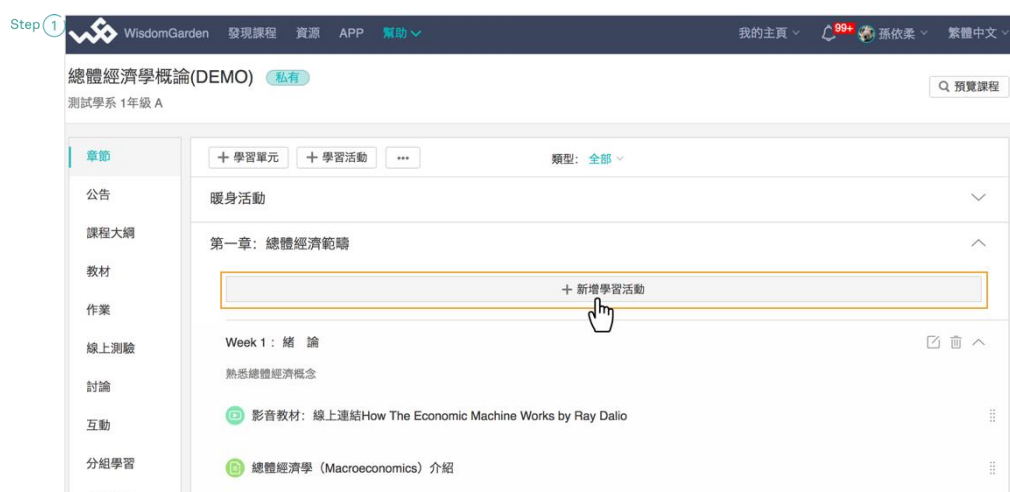 Step 1
WisdomGarden 發現課程 資源 APP 幫助 我的主頁 99+ 孫依柔 繁體中文
總體經濟學概論(DEMO) 私有
預覽課程
測試學系 1年級 A
章節
+ 學習單元 + 學習活動 ••• 類型: 全部
公告
暖身活動
課程大綱
第一章: 總體經濟範疇
教材
+ 新增學習活動
作業
線上測驗
Week 1 : 緒 論
熟悉總體經濟概念
討論
互動
影音教材: 線上連結How The Economic Machine Works by Ray Dalio
分組學習
總體經濟學（Macroeconomics）介紹